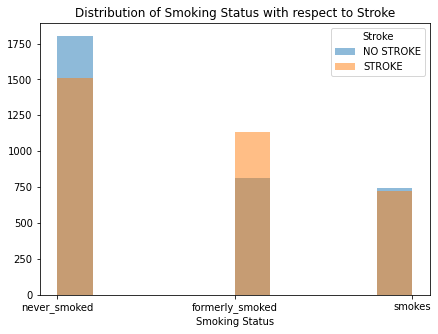 Distribution of Smoking Status with respect to Stroke
Stroke
NO STROKE
STROKE
1750
1500
1250
1000
750
500
250
0
never_smoked
formerly_smoked
smokes
Smoking Status